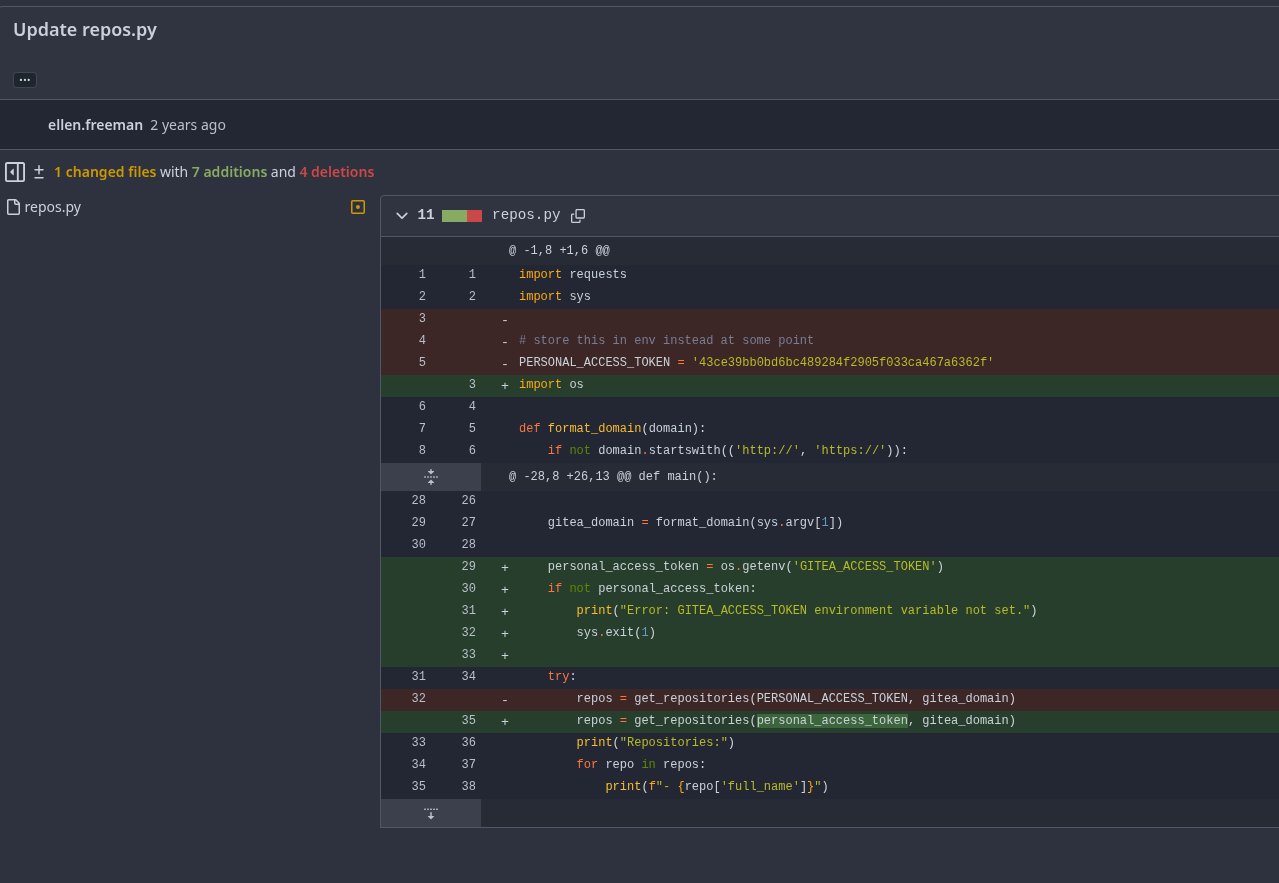 Update repos.py
...
ellen.freeman 2 years ago
1 changed files with 7 additions and 4 deletions
repos.py
11 repos.py
@ -1,8 +1,6 @@
1 1 import requests
2 2 import sys
3 -
4 - # store this in env instead at some point
5 - PERSONAL_ACCESS_TOKEN = '43ce39bb0bd6bc489284f2905f033ca467a6362f'
3 + import os
6 4
7 5 def format_domain(domain):
8 6     if not domain.startswith(('http://', 'https://')):
@ -28,8 +26,13 @@ def main():
28 26
29 27     gitea_domain = format_domain(sys.argv[1])
30 28
29 +     personal_access_token = os.getenv('GITEA_ACCESS_TOKEN')
30 +     if not personal_access_token:
31 +         print("Error: GITEA_ACCESS_TOKEN environment variable not set.")
32 +         sys.exit(1)
33 +
31 34     try:
32 -         repos = get_repositories(PERSONAL_ACCESS_TOKEN, gitea_domain)
35 +         repos = get_repositories(personal_access_token, gitea_domain)
33 36         print("Repositories:")
34 37         for repo in repos:
35 38             print(f"- {repo['full_name']}")